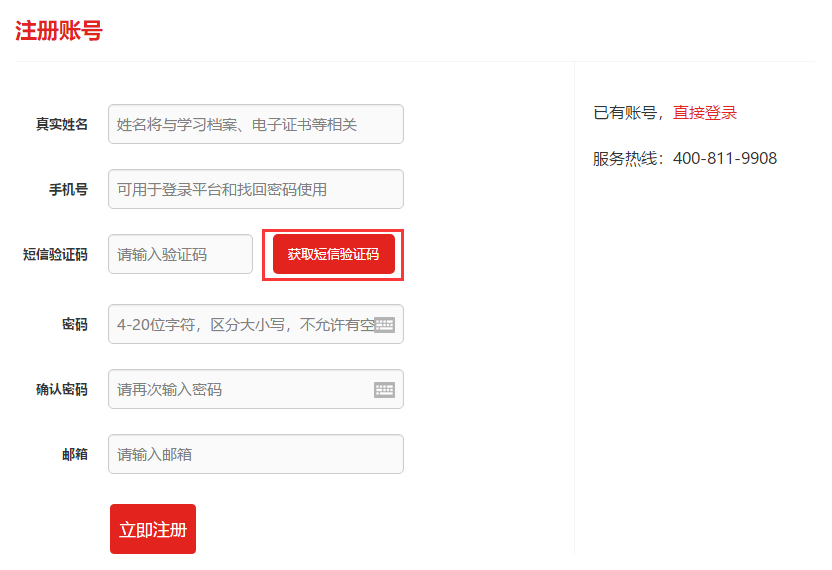 注册账号
真实姓名 姓名将与学习档案、电子证书等相关
手机号 可用于登录平台和找回密码使用
短信验证码 请输入验证码 获取短信验证码
密码 4-20位字符，区分大小写，不允许有空
确认密码 请再次输入密码
邮箱 请输入邮箱
立即注册
已有账号，直接登录
服务热线：400-811-9908